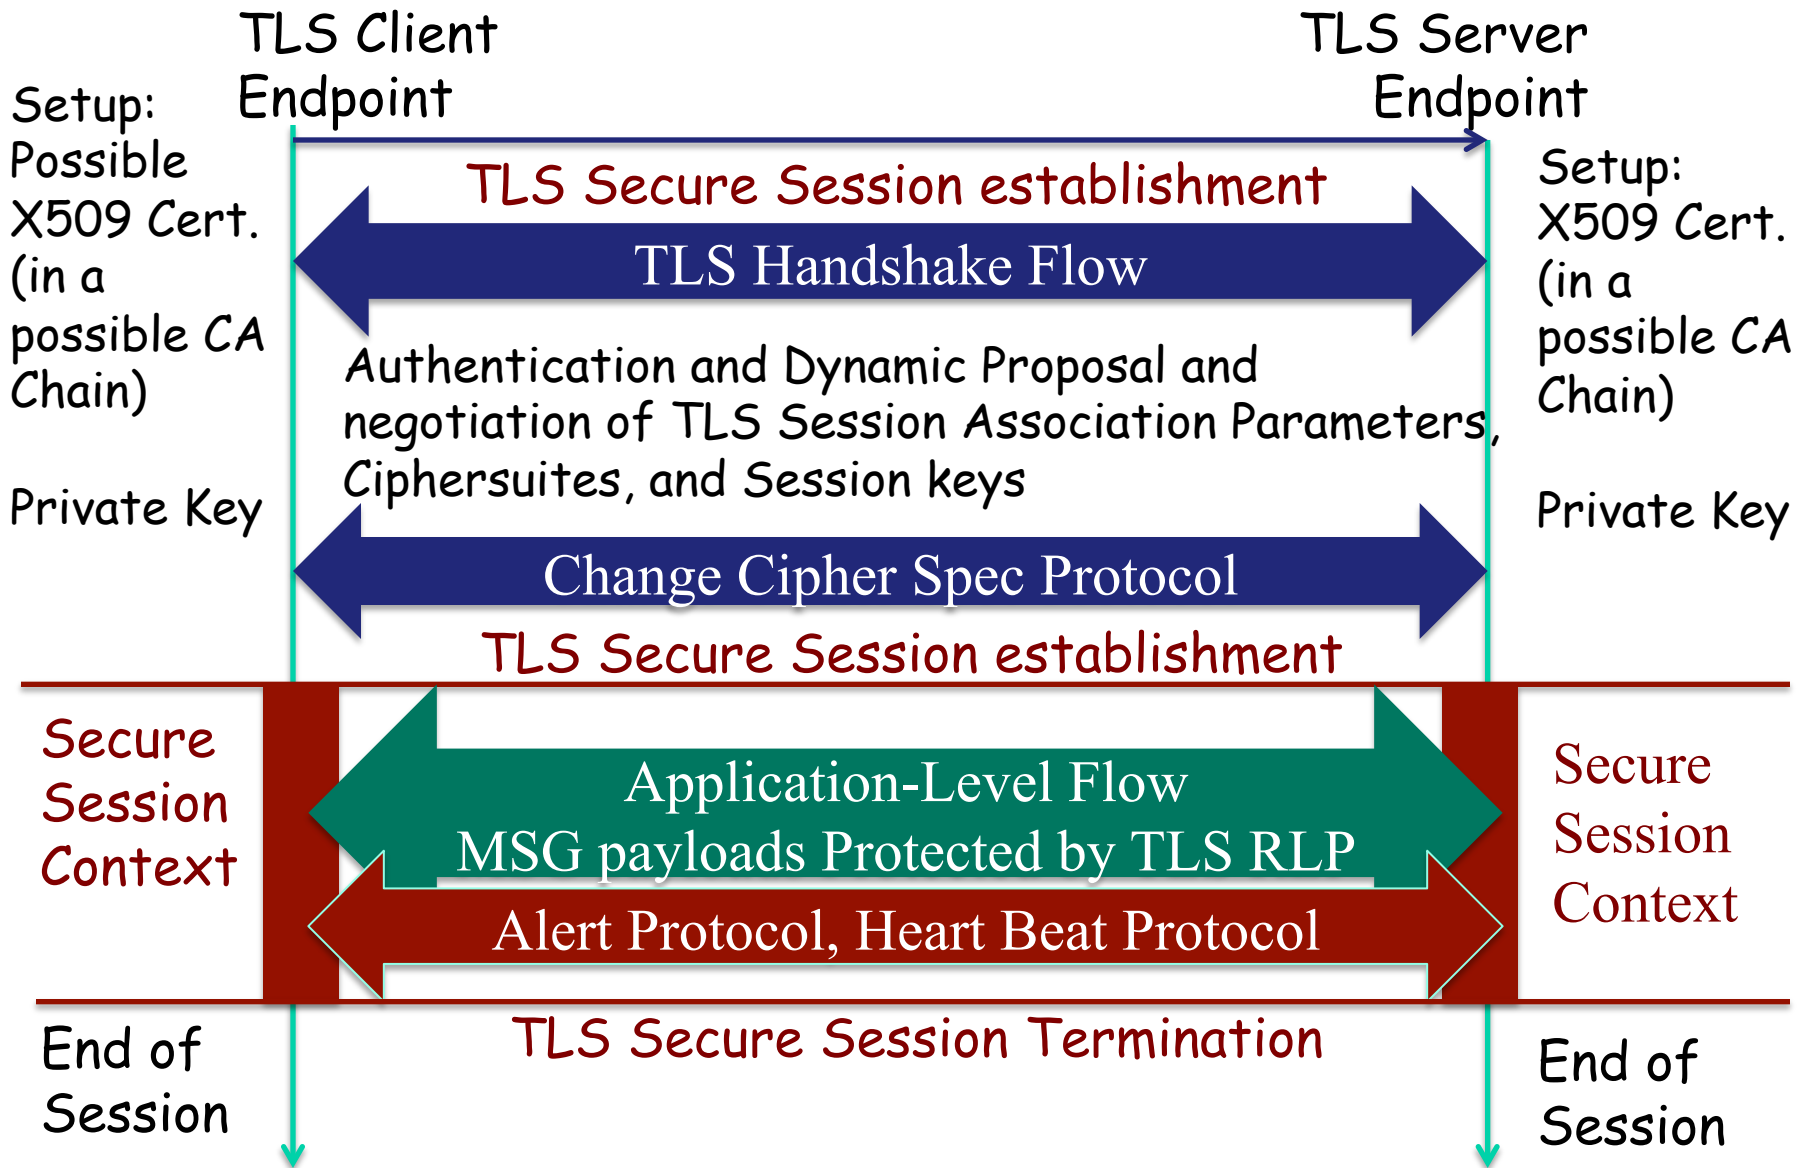 TLS Client
Endpoint
TLS Server
Endpoint
Setup:
Possible
X509 Cert.
(in a
possible CA
Chain)
Private Key
Setup:
X509 Cert.
(in a
possible CA
Chain)
Private Key
TLS Secure Session establishment
TLS Handshake Flow
Authentication and Dynamic Proposal and
negotiation of TLS Session Association Parameters,
Ciphersuites, and Session keys
Change Cipher Spec Protocol
TLS Secure Session establishment
Secure
Session
Context
Application-Level Flow
MSG payloads Protected by TLS RLP
Alert Protocol, Heart Beat Protocol
Secure
Session
Context
TLS Secure Session Termination
End of
Session
End of
Session